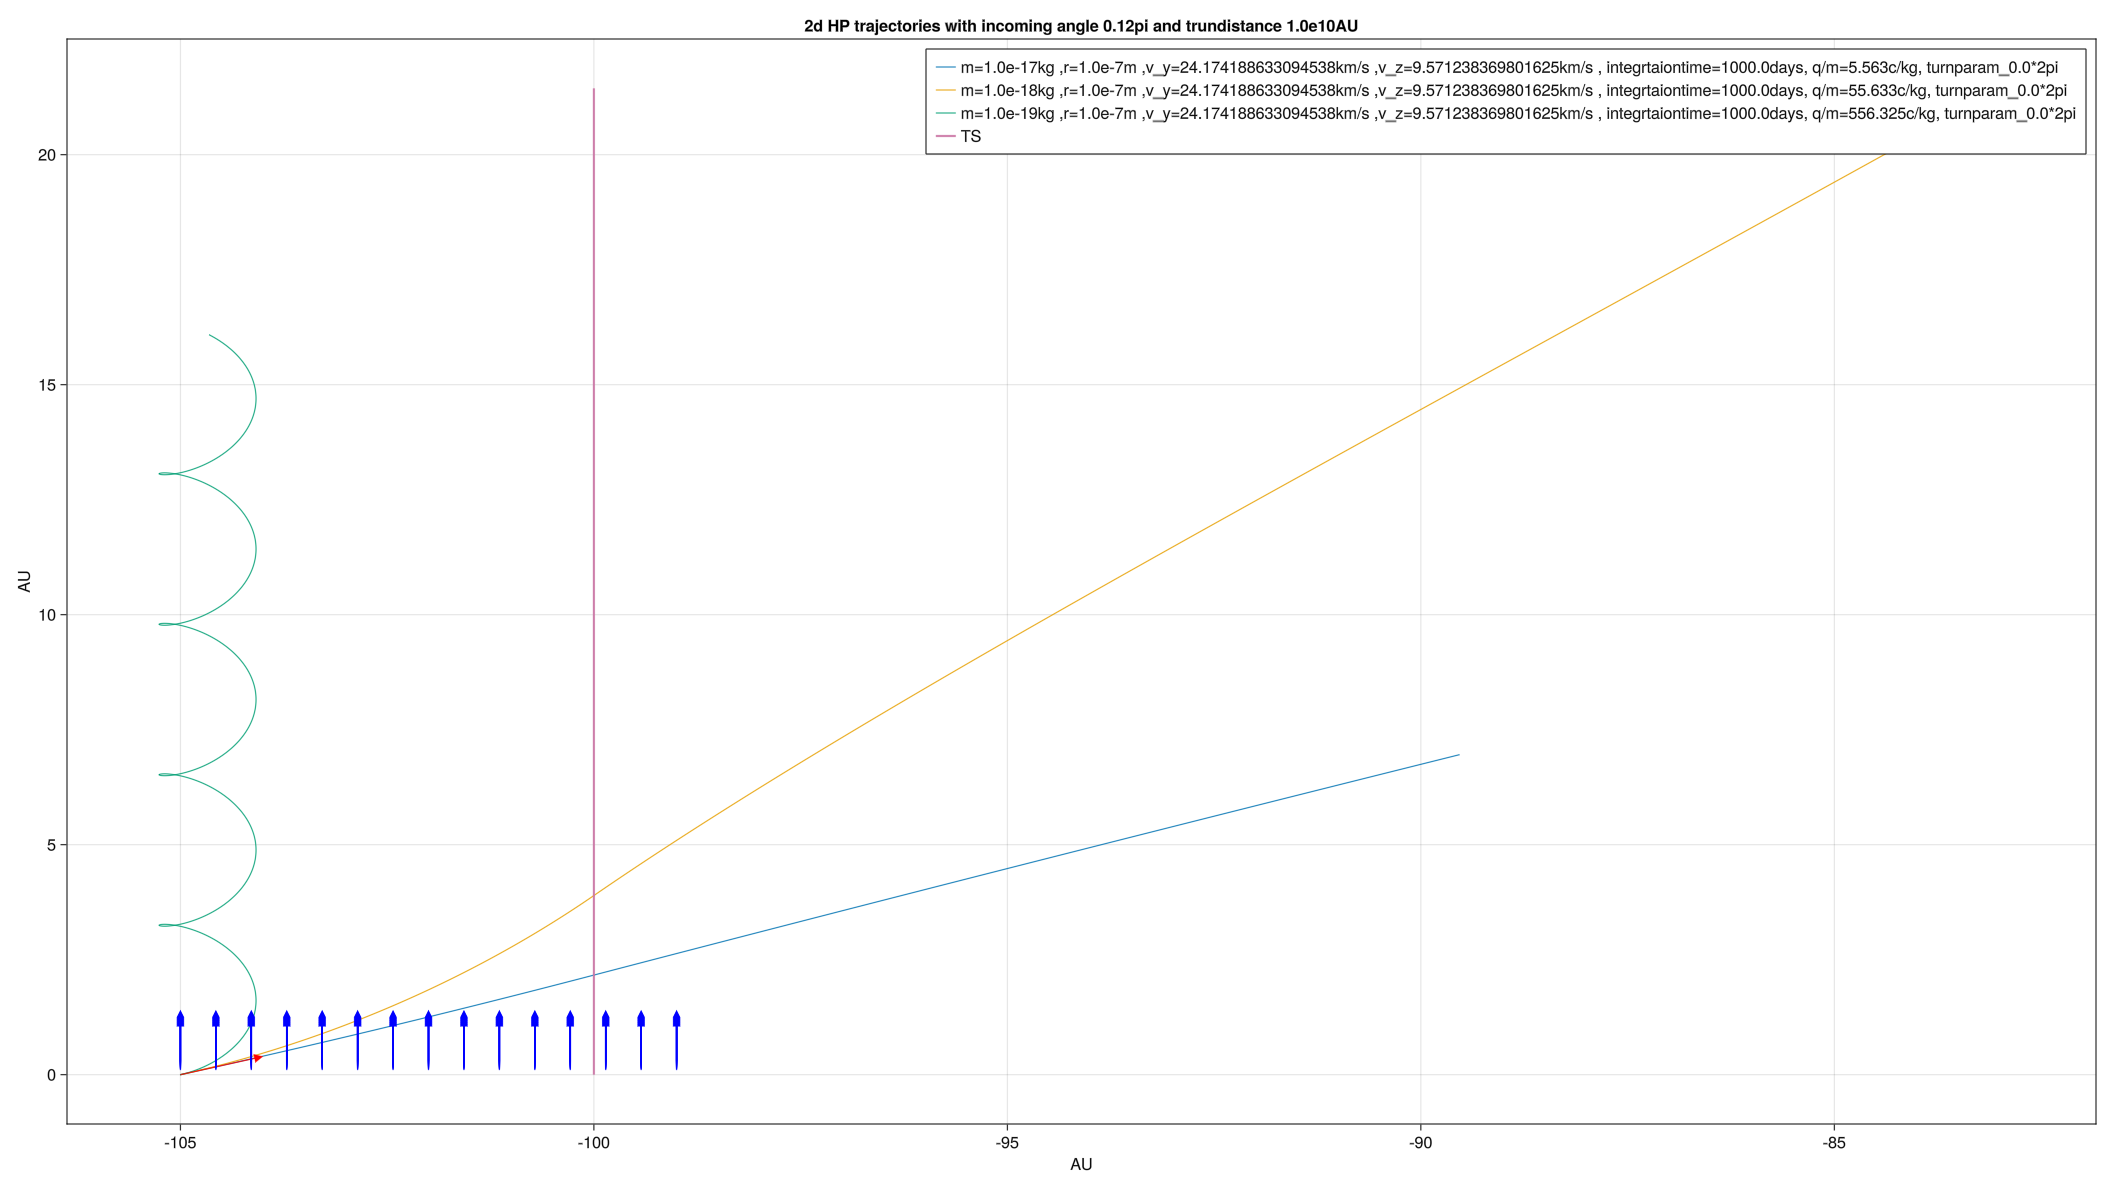 2d HP trajectories with incoming angle 0.12pi and trundistance 1.0e10AU
m=1.0e-17kg ,r=1.0e-7m ,v_y=24.174188633094538km/s ,v_z=9.571238369801625km/s , integrtaiontime=1000.0days, q/m=5.563c/kg, turnparam_0.0*2pi
m=1.0e-18kg ,r=1.0e-7m ,v_y=24.174188633094538km/s ,v_z=9.571238369801625km/s , integrtaiontime=1000.0days, q/m=55.633c/kg, turnparam_0.0*2pi
m=1.0e-19kg ,r=1.0e-7m ,v_y=24.174188633094538km/s ,v_z=9.571238369801625km/s , integrtaiontime=1000.0days, q/m=556.325c/kg, turnparam_0.0*2pi
TS
20
15
10
5
0
AU
-105
-100
-95
-90
-85
AU